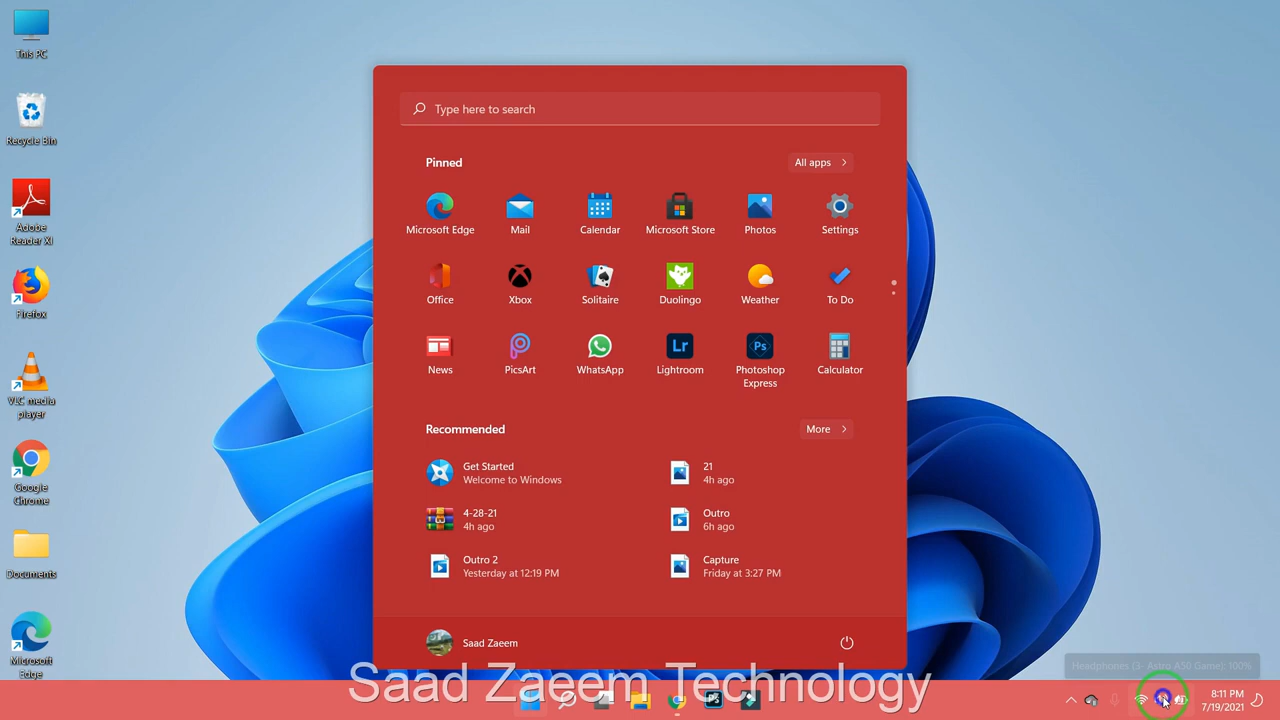 This PC
Recycle Bin
Adobe
Reader XI
Firefox
VLC media
player
Google
Chrome
Documents
Microsoft
Edge
Type here to search
Pinned
All apps
Microsoft Edge
Mail
Calendar
Microsoft Store
Photos
Settings
Office
Xbox
Solitaire
Duolingo
Weather
To Do
News
PicsArt
WhatsApp
Lr
Lightroom
Ps
Photoshop
Express
Calculator
Recommended
More
Get Started
Welcome to Windows
21
4h ago
4-28-21
4h ago
Outro
6h ago
Outro 2
Yesterday at 12:19 PM
Capture
Friday at 3:27 PM
Saad Zaeem
Saad Zaeem Technology
Headphones (3- Astro A50 Game): 100%
Ps
8:11 PM
7/19/2021